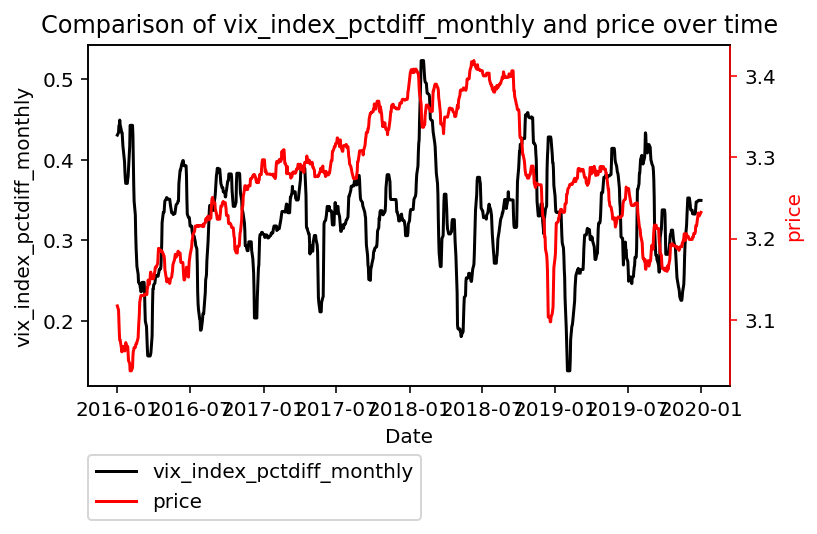 Comparison of vix_index_pctdiff_monthly and price over time
vix_index_pctdiff_monthly
0.5
0.4
0.3
0.2
3.4
3.3
3.2
3.1
price
2016-01 2016-07 2017-01 2017-07 2018-01 2018-07 2019-01 2019-07 2020-01
Date
vix_index_pctdiff_monthly
price